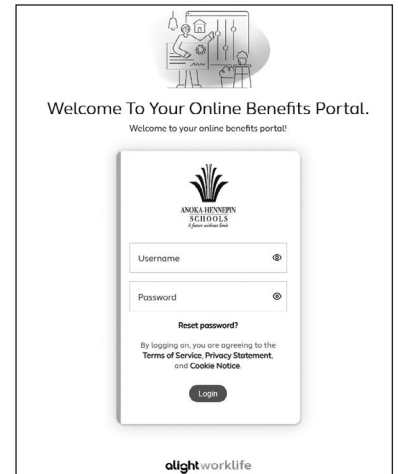 Welcome To Your Online Benefits Portal.
Welcome to your online benefits portal!
ANOKA-HENNEPIN
SCHOOLS
A future without limit
Username
Password
Reset password?
By logging on, you are agreeing to the
Terms of Service, Privacy Statement,
and Cookie Notice.
Login
alightworklife